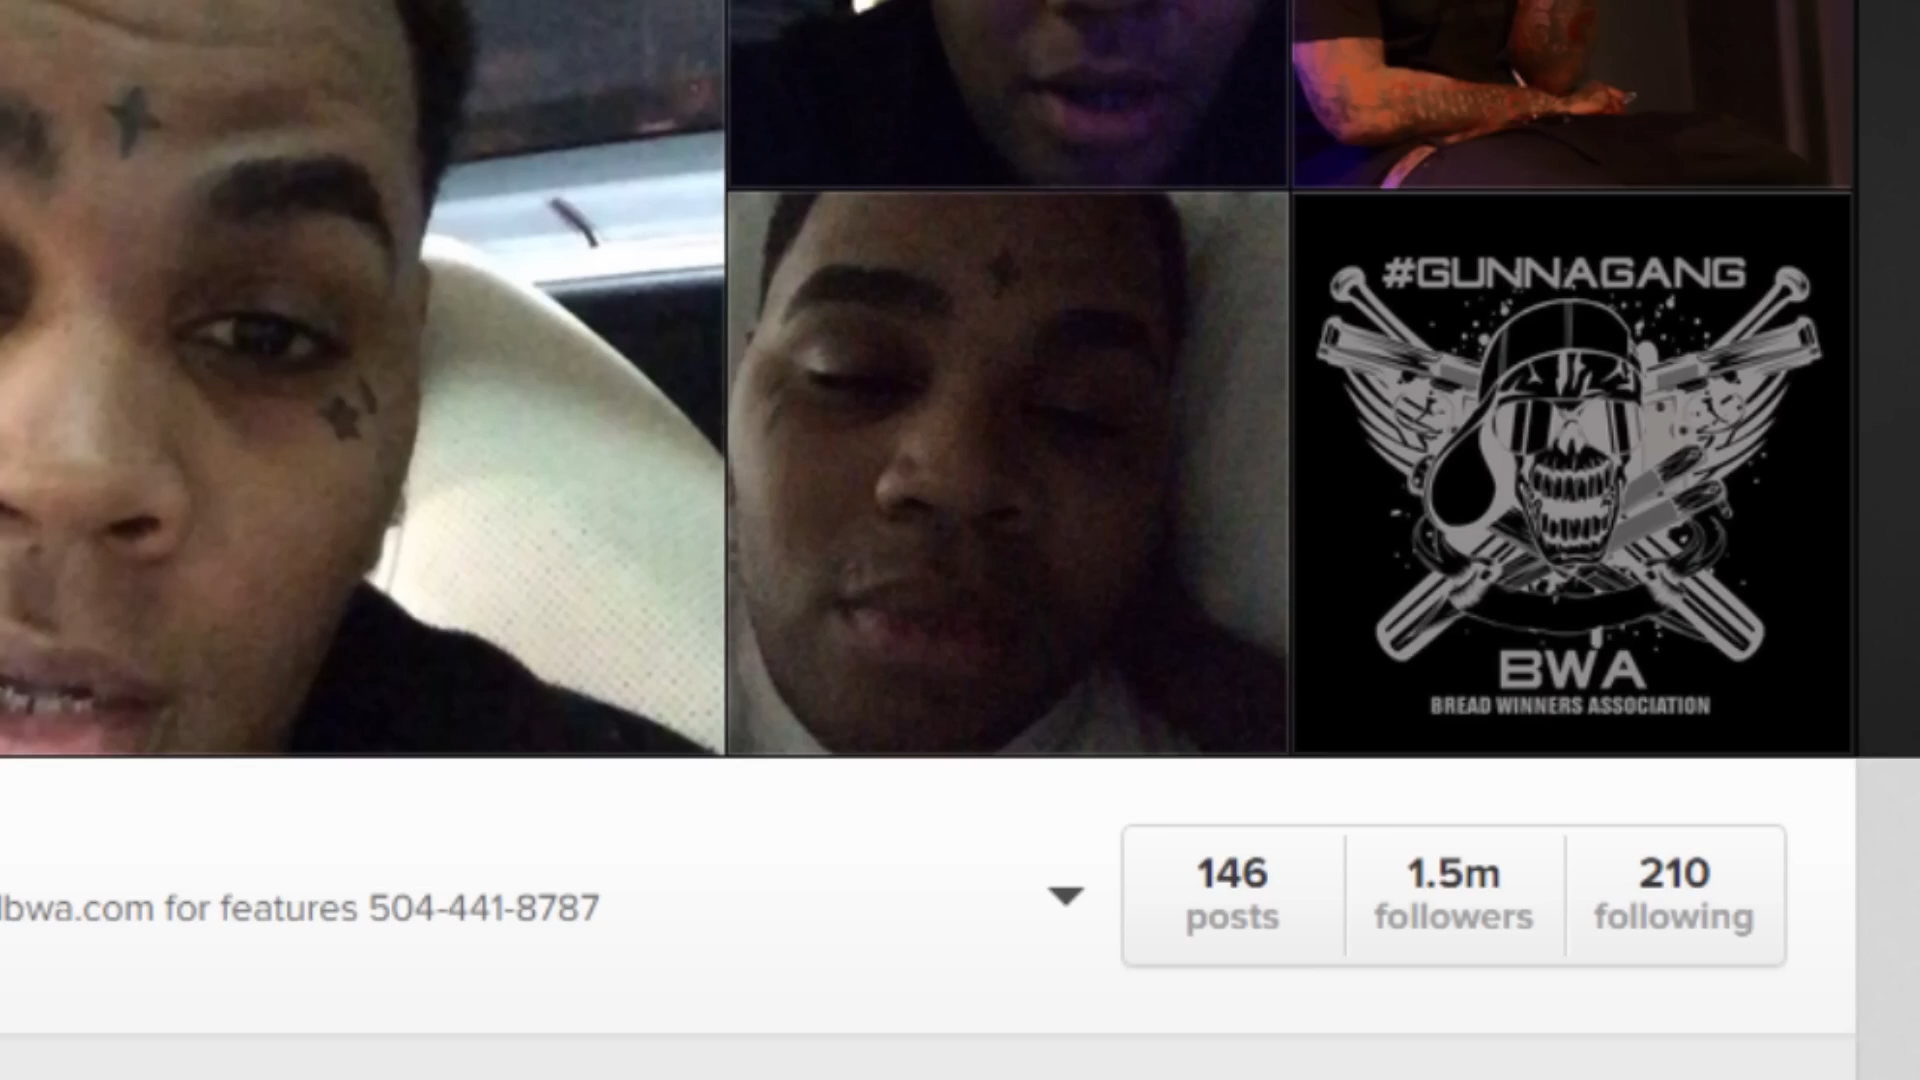 #GUNNAGANG
BWA
BREAD WINNERS ASSOCIATION
bwa.com for features 504-441-8787
146 posts
1.5m followers
210 following